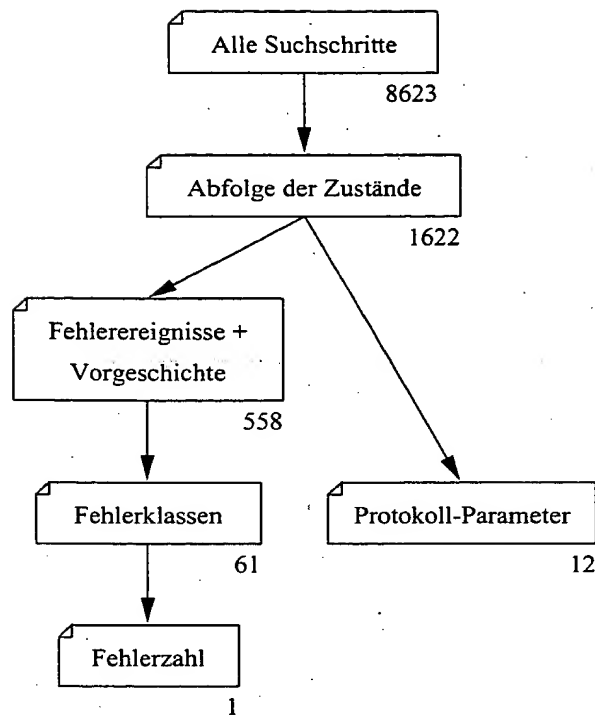 Alle Suchschritte
8623
Abfolge der Zustände
1622
Fehlerereignisse +
Vorgeschichte
558
Fehlerklassen
61
Protokoll-Parameter
12
Fehlerzahl
1